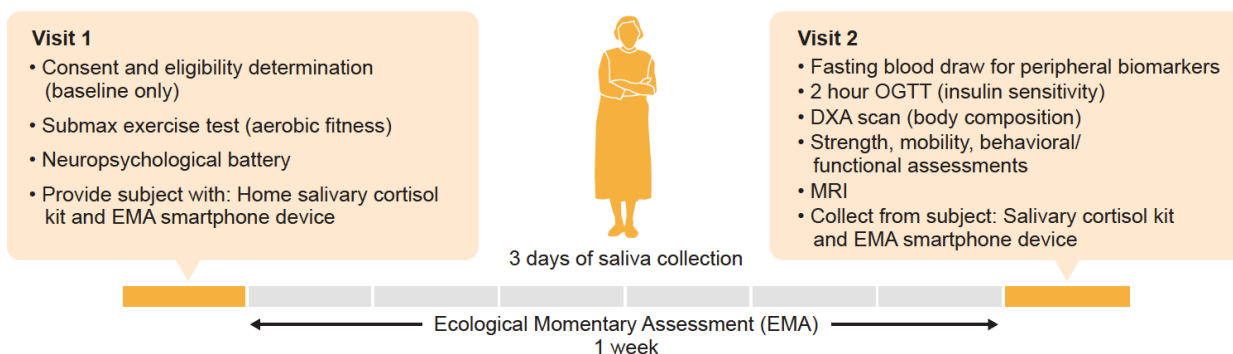 Visit 1
• Consent and eligibility determination
(baseline only)
• Submax exercise test (aerobic fitness)
• Neuropsychological battery
• Provide subject with: Home salivary cortisol
kit and EMA smartphone device
3 days of saliva collection
Visit 2
• Fasting blood draw for peripheral biomarkers
• 2 hour OGTT (insulin sensitivity)
• DXA scan (body composition)
• Strength, mobility, behavioral/
functional assessments
• MRI
• Collect from subject: Salivary cortisol kit
and EMA smartphone device
Ecological Momentary Assessment (EMA)
1 week